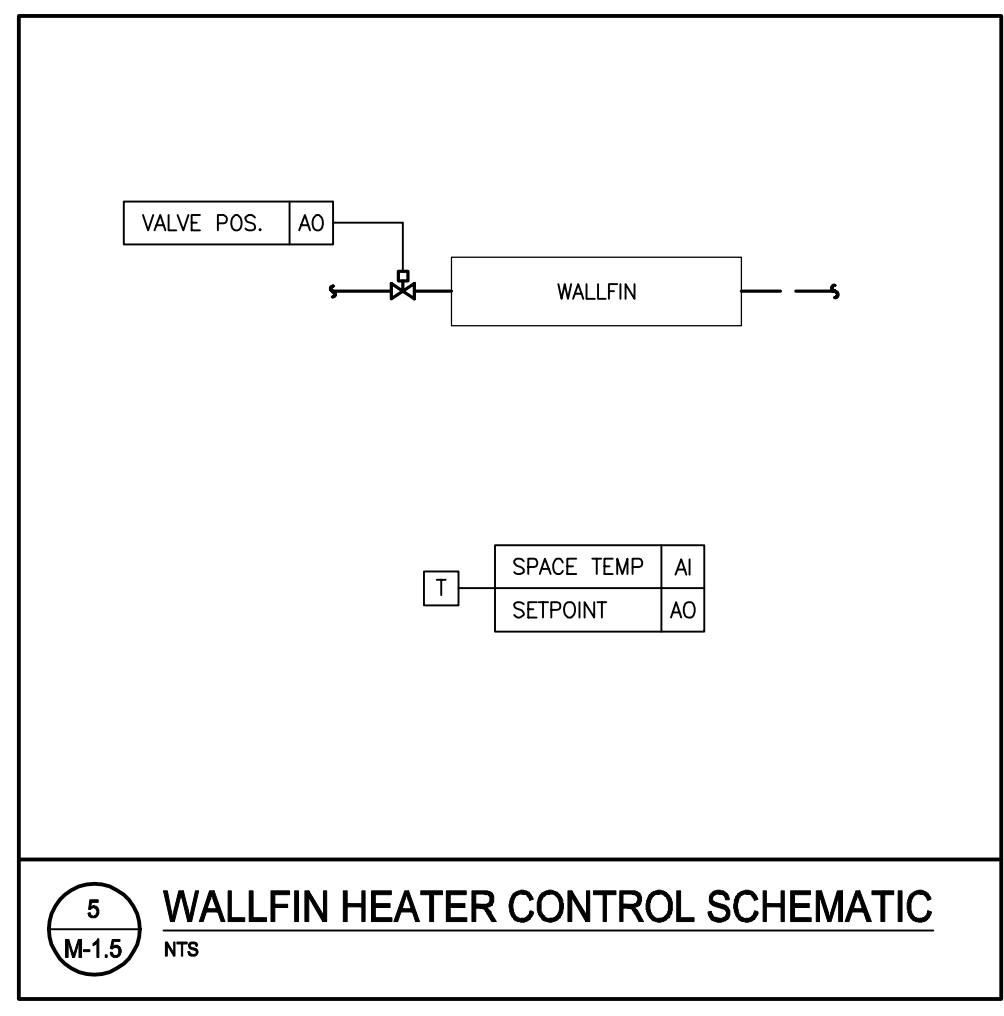 VALVE POS. AO
WALLFIN
SPACE TEMP AI
T
SETPOINT AO
5
M-1.5
WALLFIN HEATER CONTROL SCHEMATIC
NTS